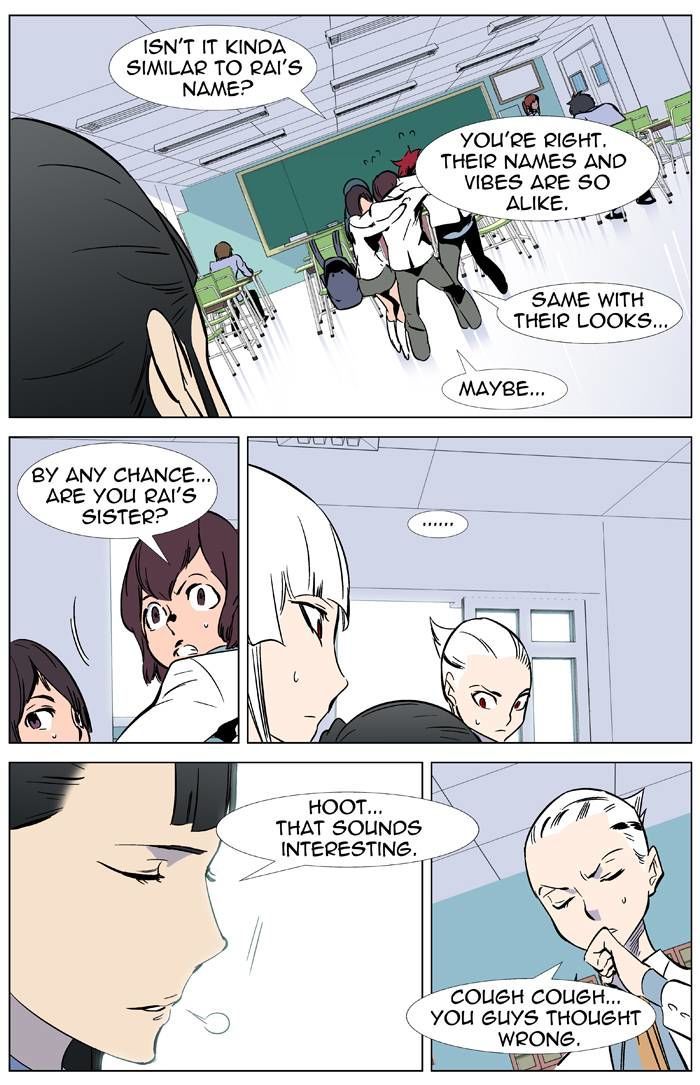 ISN'T IT KINDA
SIMILAR TO RAI'S
NAME?
YOU'RE RIGHT.
THEIR NAMES AND
VIBES ARE SO
ALIKE.
SAME WITH
THEIR LOOKS...
MAYBE...
BY ANY CHANCE...
ARE YOU RAI'S
SISTER?
......
HOOT...
THAT SOUNDS
INTERESTING.
COUGH COUGH...
YOU GUYS THOUGHT
WRONG.